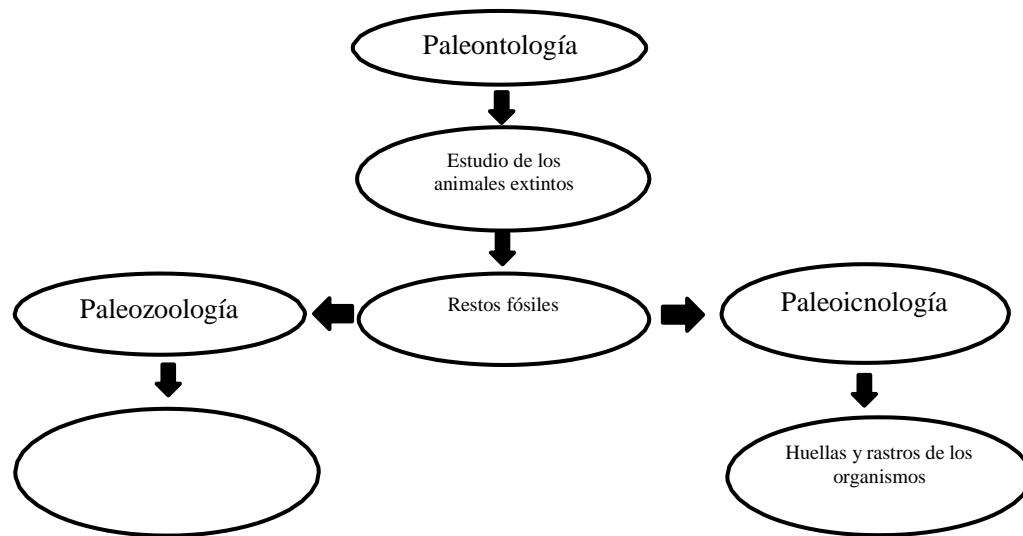 Paleontología
Estudio de los
animales extintos
Restos fósiles
Paleozoología
Paleoicnología
Huellas y rastros de los
organismos